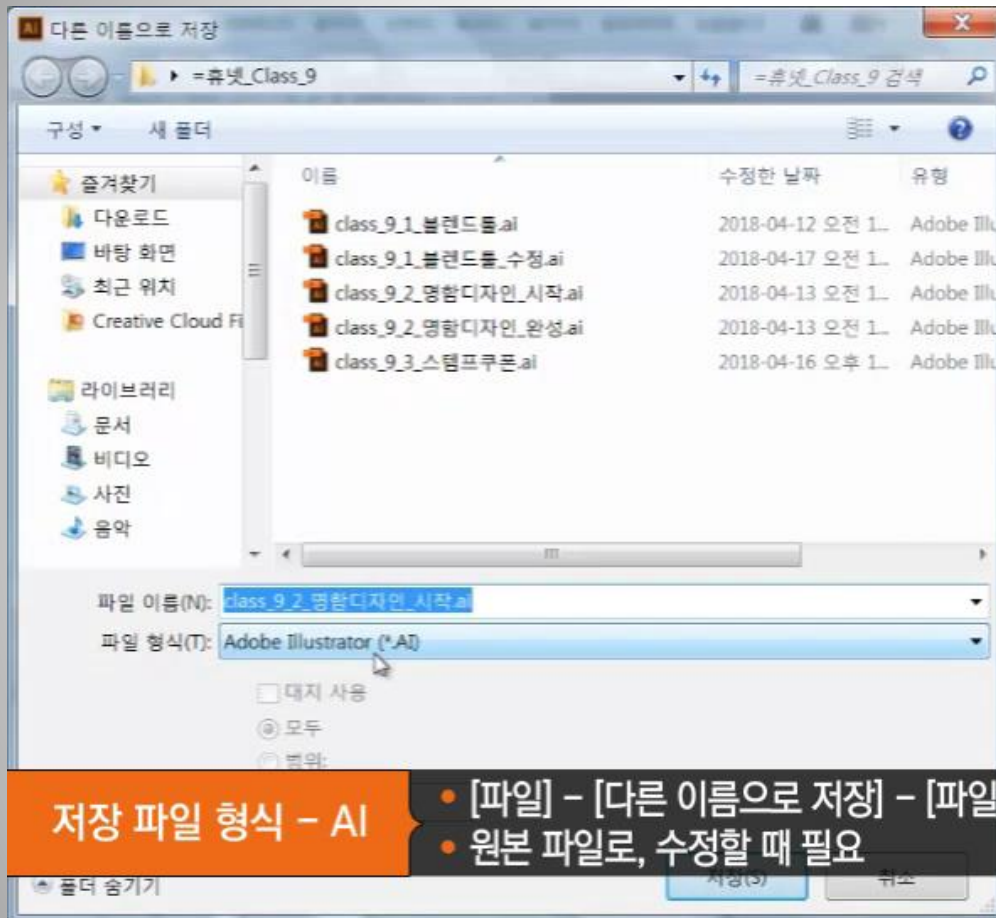 Ai 다른 이름으로 저장
=휴넷_Class_9
=휴넷_Class_9 검색
구성
새 폴더
즐겨찾기
다운로드
바탕 화면
최근 위치
Creative Cloud Fi
라이브러리
문서
비디오
사진
음악
이름 수정한 날짜 유형
class_9_1_블렌드툴.ai 2018-04-12 오전 1... Adobe Illu
class_9_1_블렌드툴_수정.ai 2018-04-17 오전 1... Adobe Illu
class_9_2_명함디자인_시작.ai 2018-04-13 오전 1... Adobe Illu
class_9_2_명함디자인_완성.ai 2018-04-13 오전 1... Adobe Illu
class_9_3_스템프쿠폰.ai 2018-04-16 오후 1... Adobe Illu
파일 이름(N): class_9_2_명함디자인_시작.ai
파일 형식(T): Adobe Illustrator (*.AI)
대지 사용
모두
범위:
저장 파일 형식 – AI
• [파일] – [다른 이름으로 저장] – [파일
• 원본 파일로, 수정할 때 필요
폴더 숨기기
저장(S)
취소